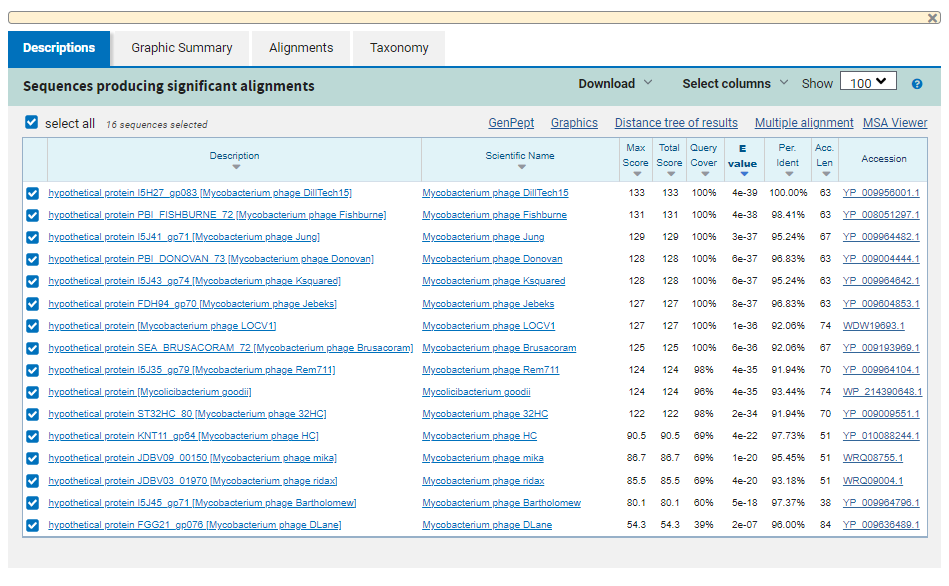 Descriptions Graphic Summary Alignments Taxonomy
Sequences producing significant alignments Download Select columns Show 100
select all 16 sequences selected GenPept Graphics Distance tree of results Multiple alignment MSA Viewer
Description Scientific Name Max Score Total Score Query Cover E value Per. Ident Acc. Len Accession
hypothetical protein I5H27_gp083 [Mycobacterium phage DillTech15] Mycobacterium phage DillTech15 133 133 100% 4e-39 100.00% 63 YP_009956001.1
hypothetical protein PBI_FISHBURNE_72 [Mycobacterium phage Fishburne] Mycobacterium phage Fishburne 131 131 100% 4e-38 98.41% 63 YP_008051297.1
hypothetical protein I5J41_gp71 [Mycobacterium phage Jung] Mycobacterium phage Jung 129 129 100% 3e-37 95.24% 67 YP_009964482.1
hypothetical protein PBI_DONOVAN_73 [Mycobacterium phage Donovan] Mycobacterium phage Donovan 128 128 100% 6e-37 96.83% 63 YP_009004444.1
hypothetical protein I5J43_gp74 [Mycobacterium phage Ksquared] Mycobacterium phage Ksquared 128 128 100% 6e-37 95.24% 63 YP_009964642.1
hypothetical protein FDH94_gp70 [Mycobacterium phage Jebeks] Mycobacterium phage Jebeks 127 127 100% 8e-37 96.83% 63 YP_009604853.1
hypothetical protein [Mycobacterium phage LOCV1] Mycobacterium phage LOCV1 127 127 100% 1e-36 92.06% 74 WDW19693.1
hypothetical protein SEA_BRUSACORAM_72 [Mycobacterium phage Brusacoram] Mycobacterium phage Brusacoram 125 125 100% 6e-36 92.06% 67 YP_009193969.1
hypothetical protein I5J35_gp79 [Mycobacterium phage Rem711] Mycobacterium phage Rem711 124 124 98% 4e-35 91.94% 70 YP_009964104.1
hypothetical protein [Mycolicibacterium goodii] Mycolicibacterium goodii 124 124 96% 4e-35 93.44% 74 WP_214390648.1
hypothetical protein ST32HC_80 [Mycobacterium phage 32HC] Mycobacterium phage 32HC 122 122 98% 2e-34 91.94% 70 YP_009009551.1
hypothetical protein KNT11_gp64 [Mycobacterium phage HC] Mycobacterium phage HC 90.5 90.5 69% 4e-22 97.73% 51 YP_010088244.1
hypothetical protein JDBV09_00150 [Mycobacterium phage mika] Mycobacterium phage mika 86.7 86.7 69% 1e-20 95.45% 51 WRQ08755.1
hypothetical protein JDBV03_01970 [Mycobacterium phage ridax] Mycobacterium phage ridax 85.5 85.5 69% 4e-20 93.18% 51 WRQ09004.1
hypothetical protein I5J45_gp71 [Mycobacterium phage Bartholomew] Mycobacterium phage Bartholomew 80.1 80.1 60% 5e-18 97.37% 38 YP_009964796.1
hypothetical protein FGG21_gp076 [Mycobacterium phage DLane] Mycobacterium phage DLane 54.3 54.3 39% 2e-07 96.00% 84 YP_009636489.1